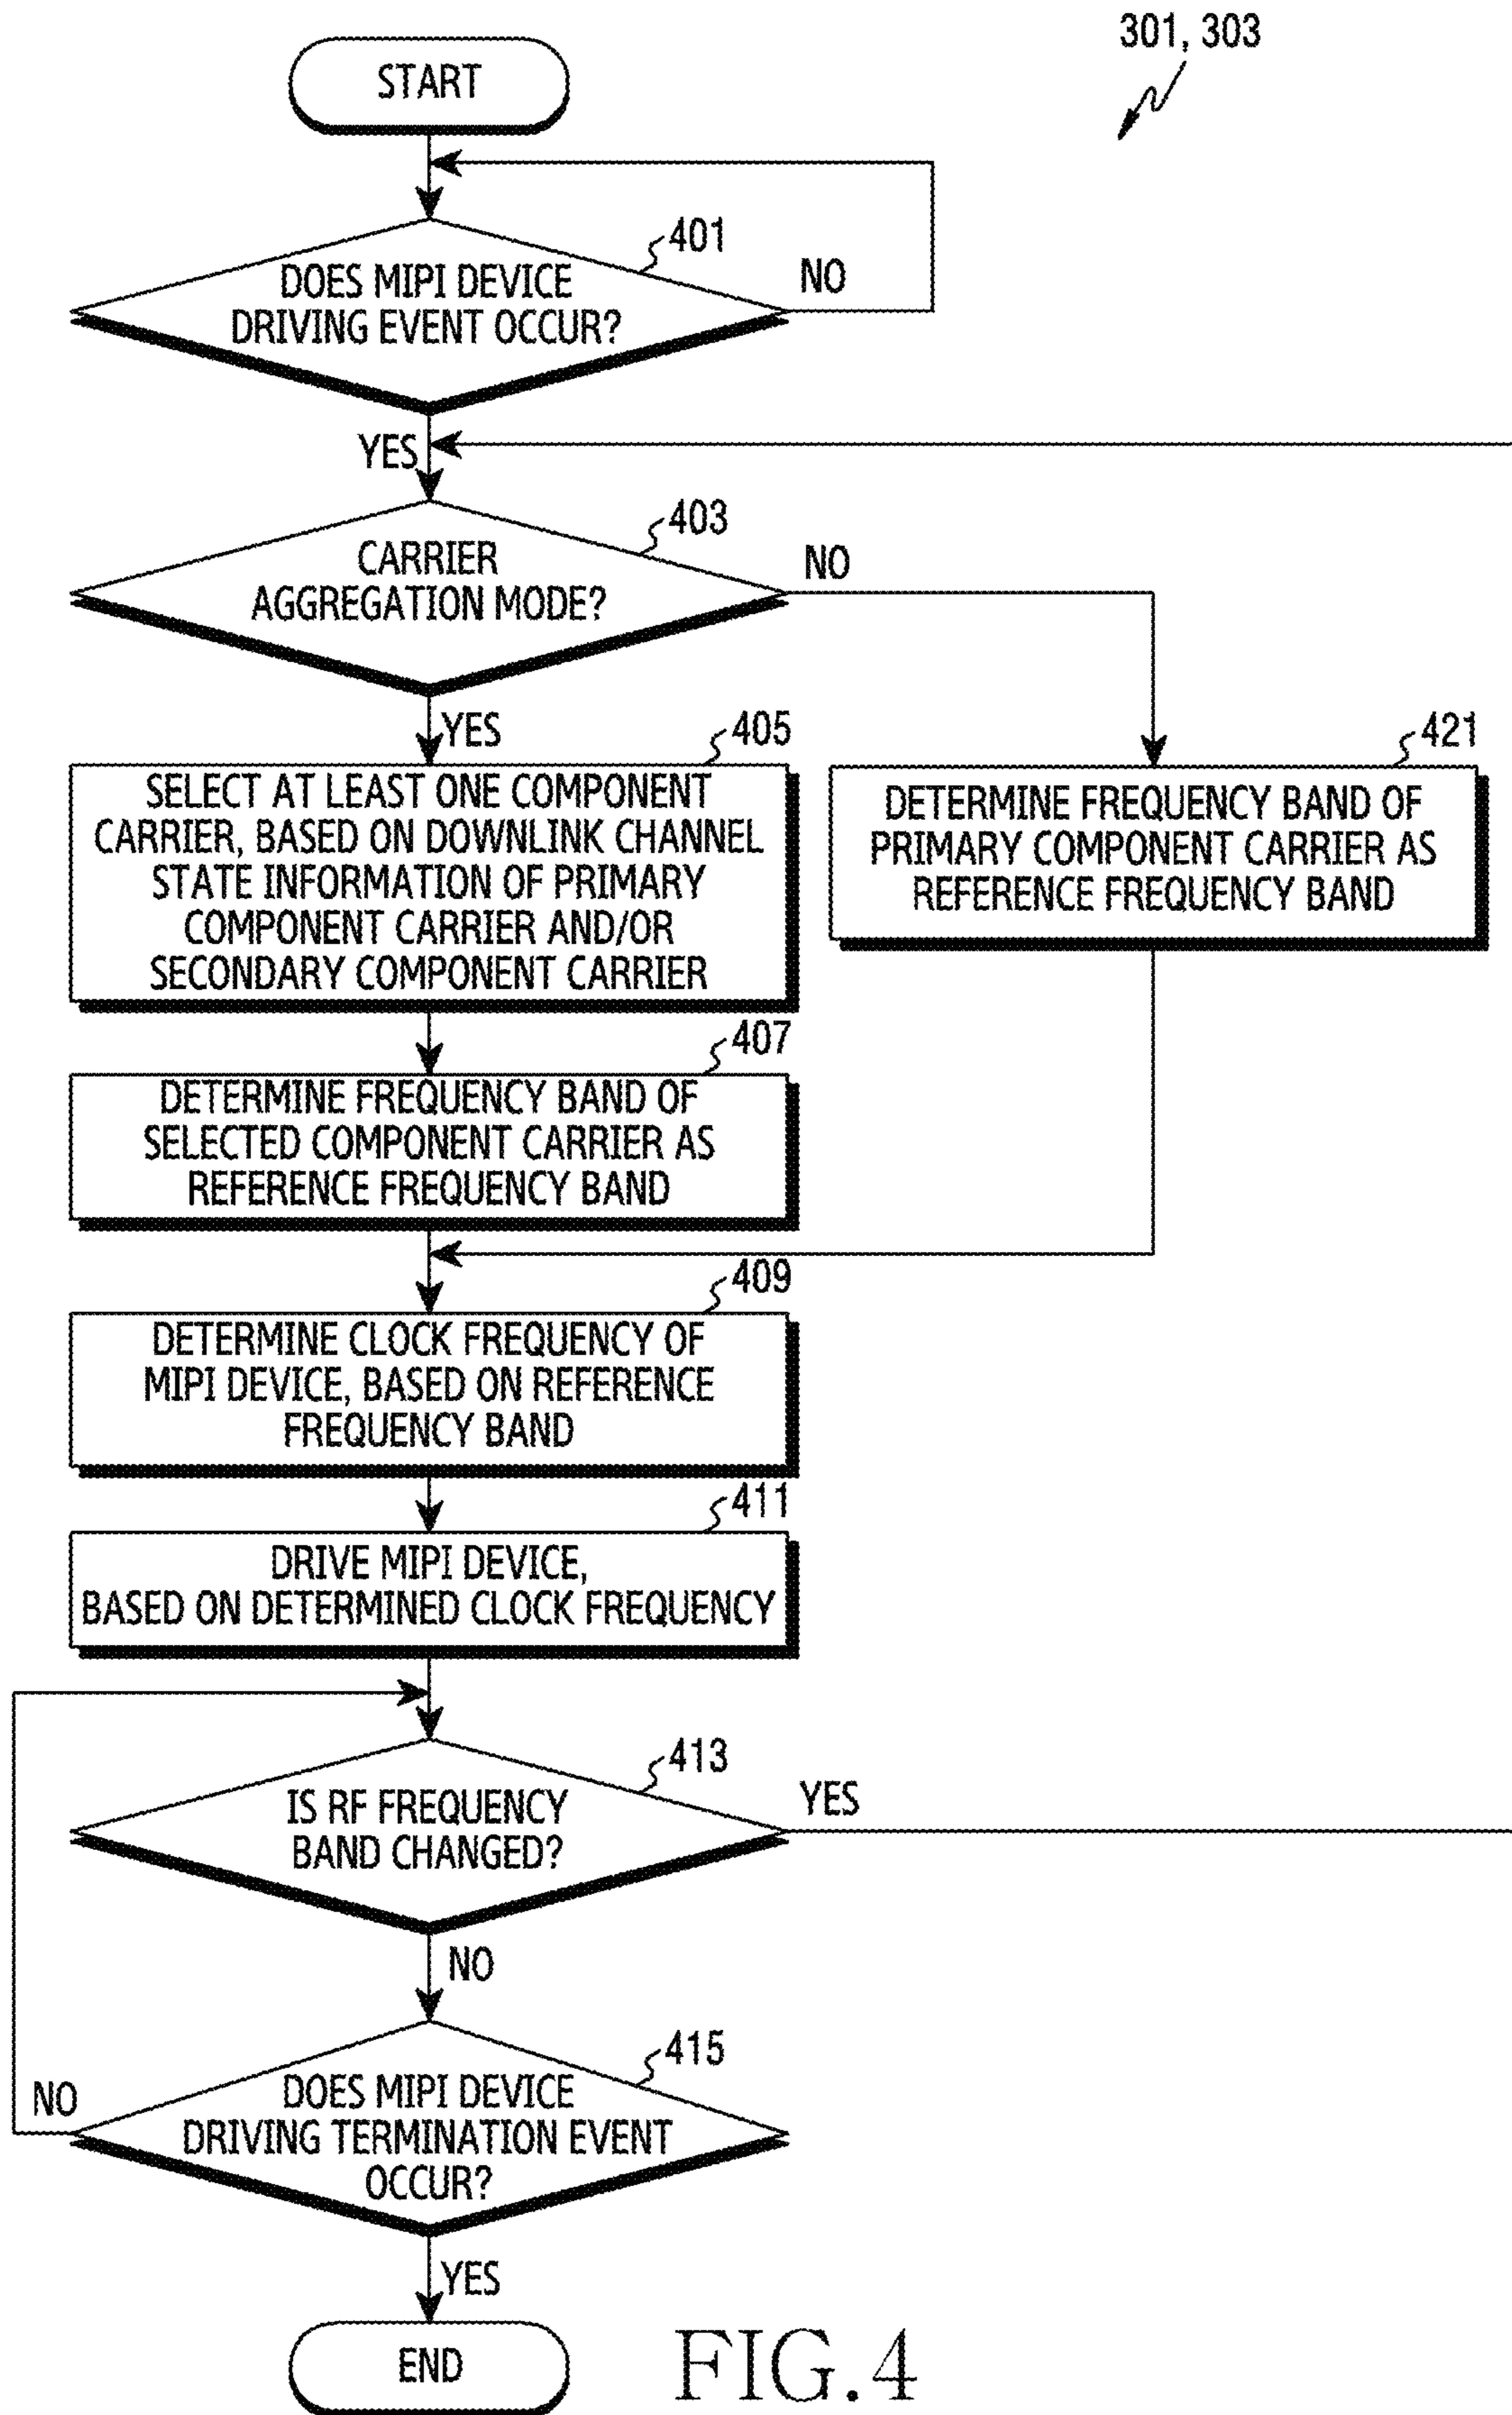 301, 303
START
401
DOES MIPI DEVICE
DRIVING EVENT OCCUR?
NO
YES
403
CARRIER
AGGREGATION MODE?
NO
YES
405
SELECT AT LEAST ONE COMPONENT
CARRIER, BASED ON DOWNLINK CHANNEL
STATE INFORMATION OF PRIMARY
COMPONENT CARRIER AND/OR
SECONDARY COMPONENT CARRIER
421
DETERMINE FREQUENCY BAND OF
PRIMARY COMPONENT CARRIER AS
REFERENCE FREQUENCY BAND
407
DETERMINE FREQUENCY BAND OF
SELECTED COMPONENT CARRIER AS
REFERENCE FREQUENCY BAND
409
DETERMINE CLOCK FREQUENCY OF
MIPI DEVICE, BASED ON REFERENCE
FREQUENCY BAND
411
DRIVE MIPI DEVICE,
BASED ON DETERMINED CLOCK FREQUENCY
413
IS RF FREQUENCY
BAND CHANGED?
YES
NO
415
DOES MIPI DEVICE
DRIVING TERMINATION EVENT
OCCUR?
NO
YES
END
FIG.4